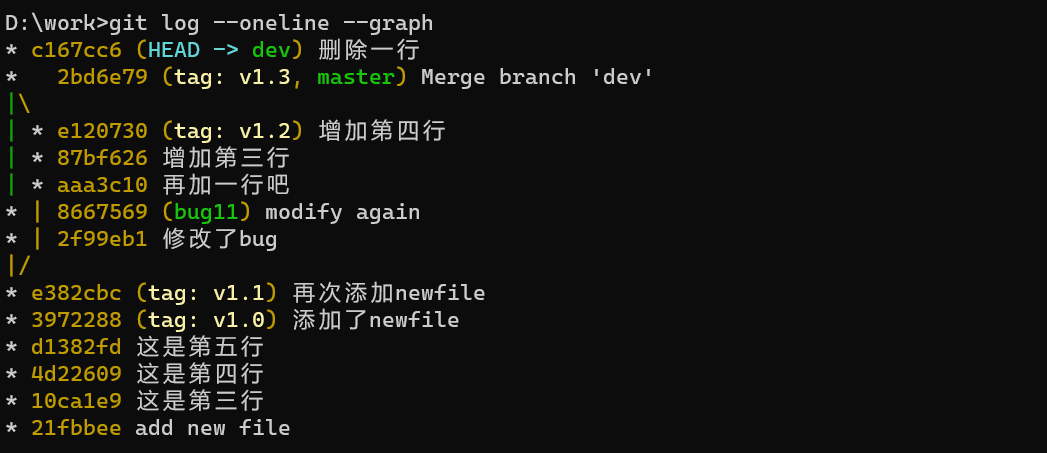 D:\work>git log --oneline --graph
* c167cc6 (HEAD -> dev) 删除一行
*   2bd6e79 (tag: v1.3, master) Merge branch 'dev'
|\
| * e120730 (tag: v1.2) 增加第四行
| * 87bf626 增加第三行
| * aaa3c10 再加一行吧
* | 8667569 (bug11) modify again
* | 2f99eb1 修改了bug
|/
* e382cbc (tag: v1.1) 再次添加newfile
* 3972288 (tag: v1.0) 添加了newfile
* d1382fd 这是第五行
* 4d22609 这是第四行
* 10ca1e9 这是第三行
* 21fbbee add new file